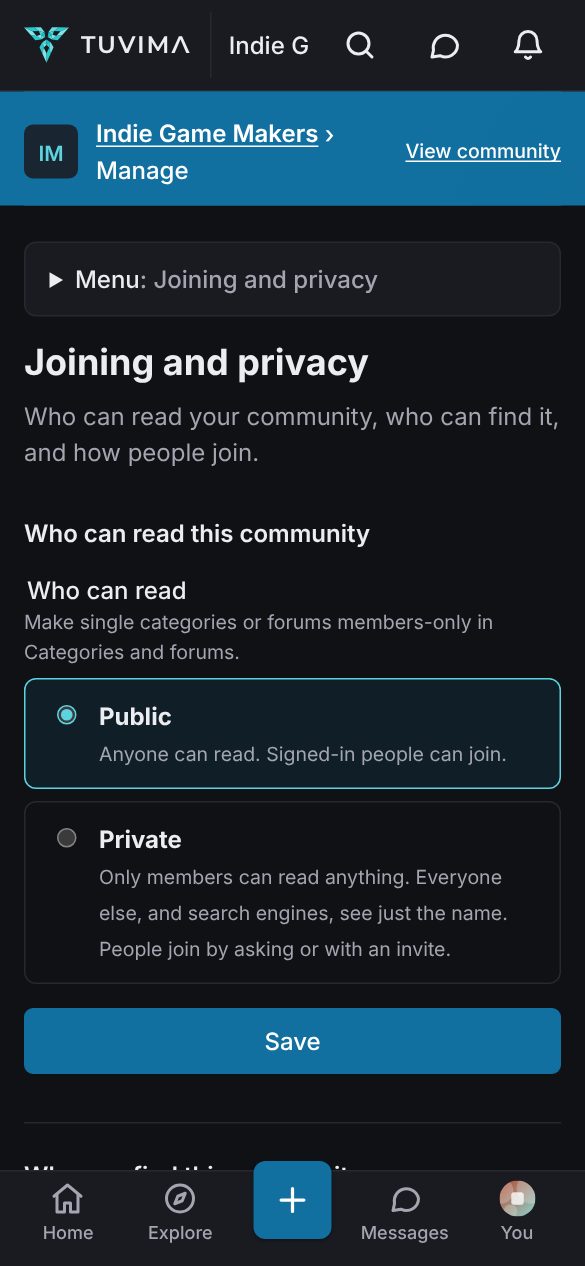 TUVIMA
Indie G
IM
Indie Game Makers ›
Manage
View community
Menu: Joining and privacy
Joining and privacy
Who can read your community, who can find it,
and how people join.
Who can read this community
Who can read
Make single categories or forums members-only in
Categories and forums.
Public
Anyone can read. Signed-in people can join.
Private
Only members can read anything. Everyone
else, and search engines, see just the name.
People join by asking or with an invite.
Save
Home
Explore
Messages
You